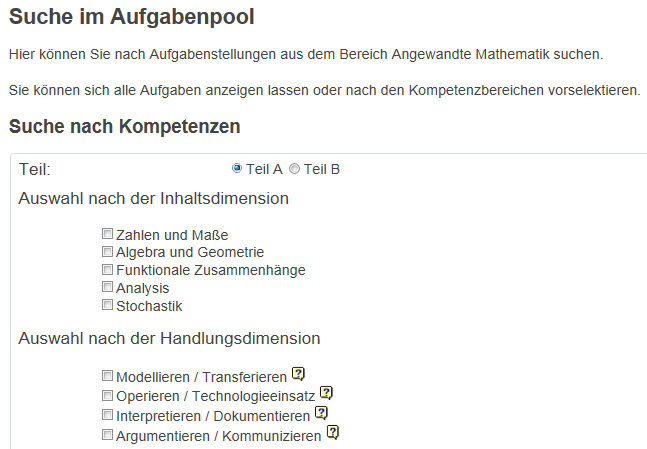 Suche im Aufgabenpool
Hier können Sie nach Aufgabenstellungen aus dem Bereich Angewandte Mathematik suchen.
Sie können sich alle Aufgaben anzeigen lassen oder nach den Kompetenzbereichen vorselektieren.
Suche nach Kompetenzen
Teil: Teil A Teil B
Auswahl nach der Inhaltsdimension
Zahlen und Maße
Algebra und Geometrie
Funktionale Zusammenhänge
Analysis
Stochastik
Auswahl nach der Handlungsdimension
Modellieren / Transferieren ?
Operieren / Technologieeinsatz ?
Interpretieren / Dokumentieren ?
Argumentieren / Kommunizieren ?